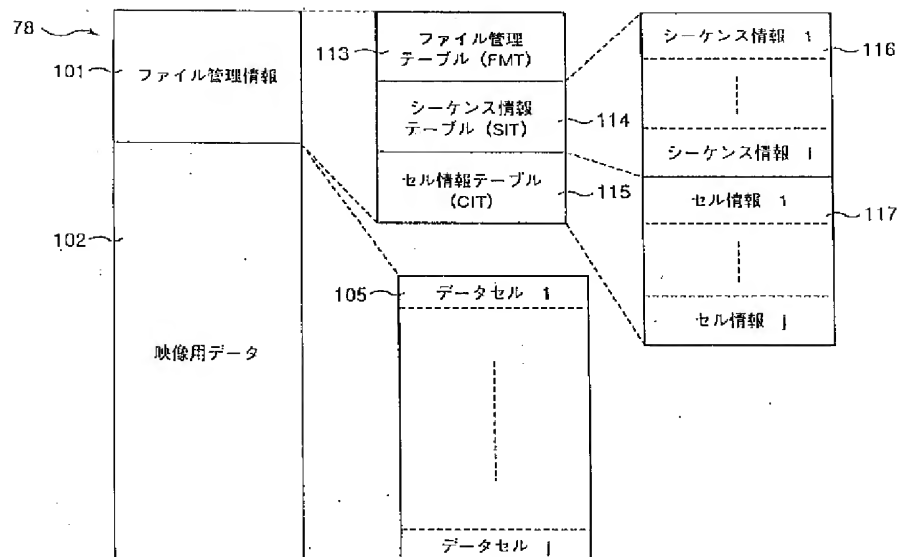 78
101
ファイル管理情報
102
映像用データ
113
ファイル管理
テーブル (FMT)
シーケンス情報
テーブル (SIT)
114
セル情報テーブル
(CIT)
115
シーケンス情報 1
116
シーケンス情報 i
セル情報 1
117
セル情報 j
105
データセル 1
データセル j